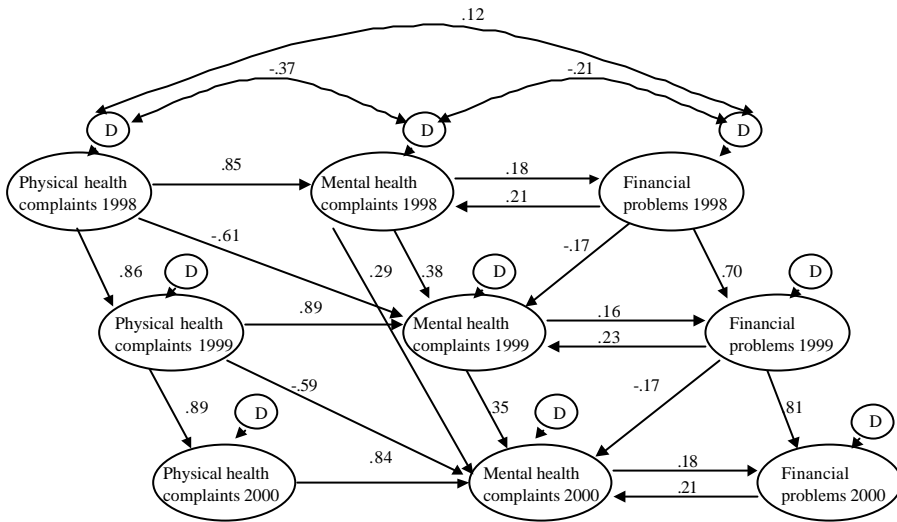 .12
-.37
-.21
D
D
D
Physical health
complaints 1998
.85
Mental health
complaints 1998
.18
.21
Financial
problems 1998
-.61
-.17
.86
.29
.38
.70
D
D
D
Physical health
complaints 1999
.89
Mental health
complaints 1999
.16
.23
Financial
problems 1999
-.59
-.17
.89
.35
.81
D
D
D
Physical health
complaints 2000
.84
Mental health
complaints 2000
.18
.21
Financial
problems 2000